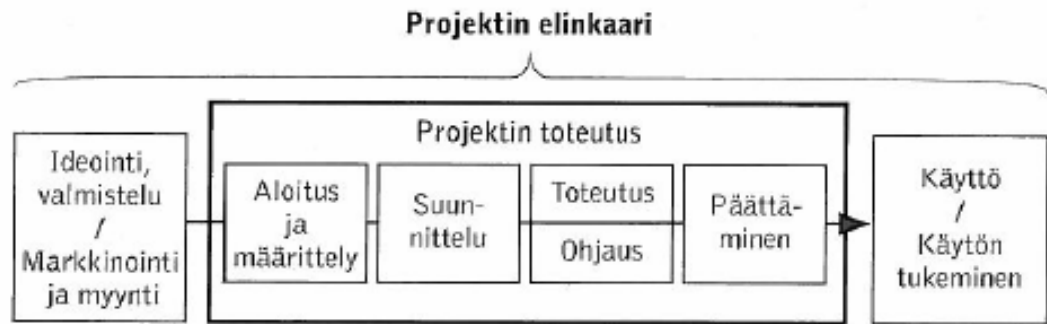 Projektin elinkaari
Projektin toteutus
Ideointi,
valmistelu
/
Markkinointi
ja myynti
Aloitus
ja
määrittely
Suun-
nittelu
Toteutus
Ohjaus
Päättä-
minen
Käyttö
/
Käytön
tukeminen